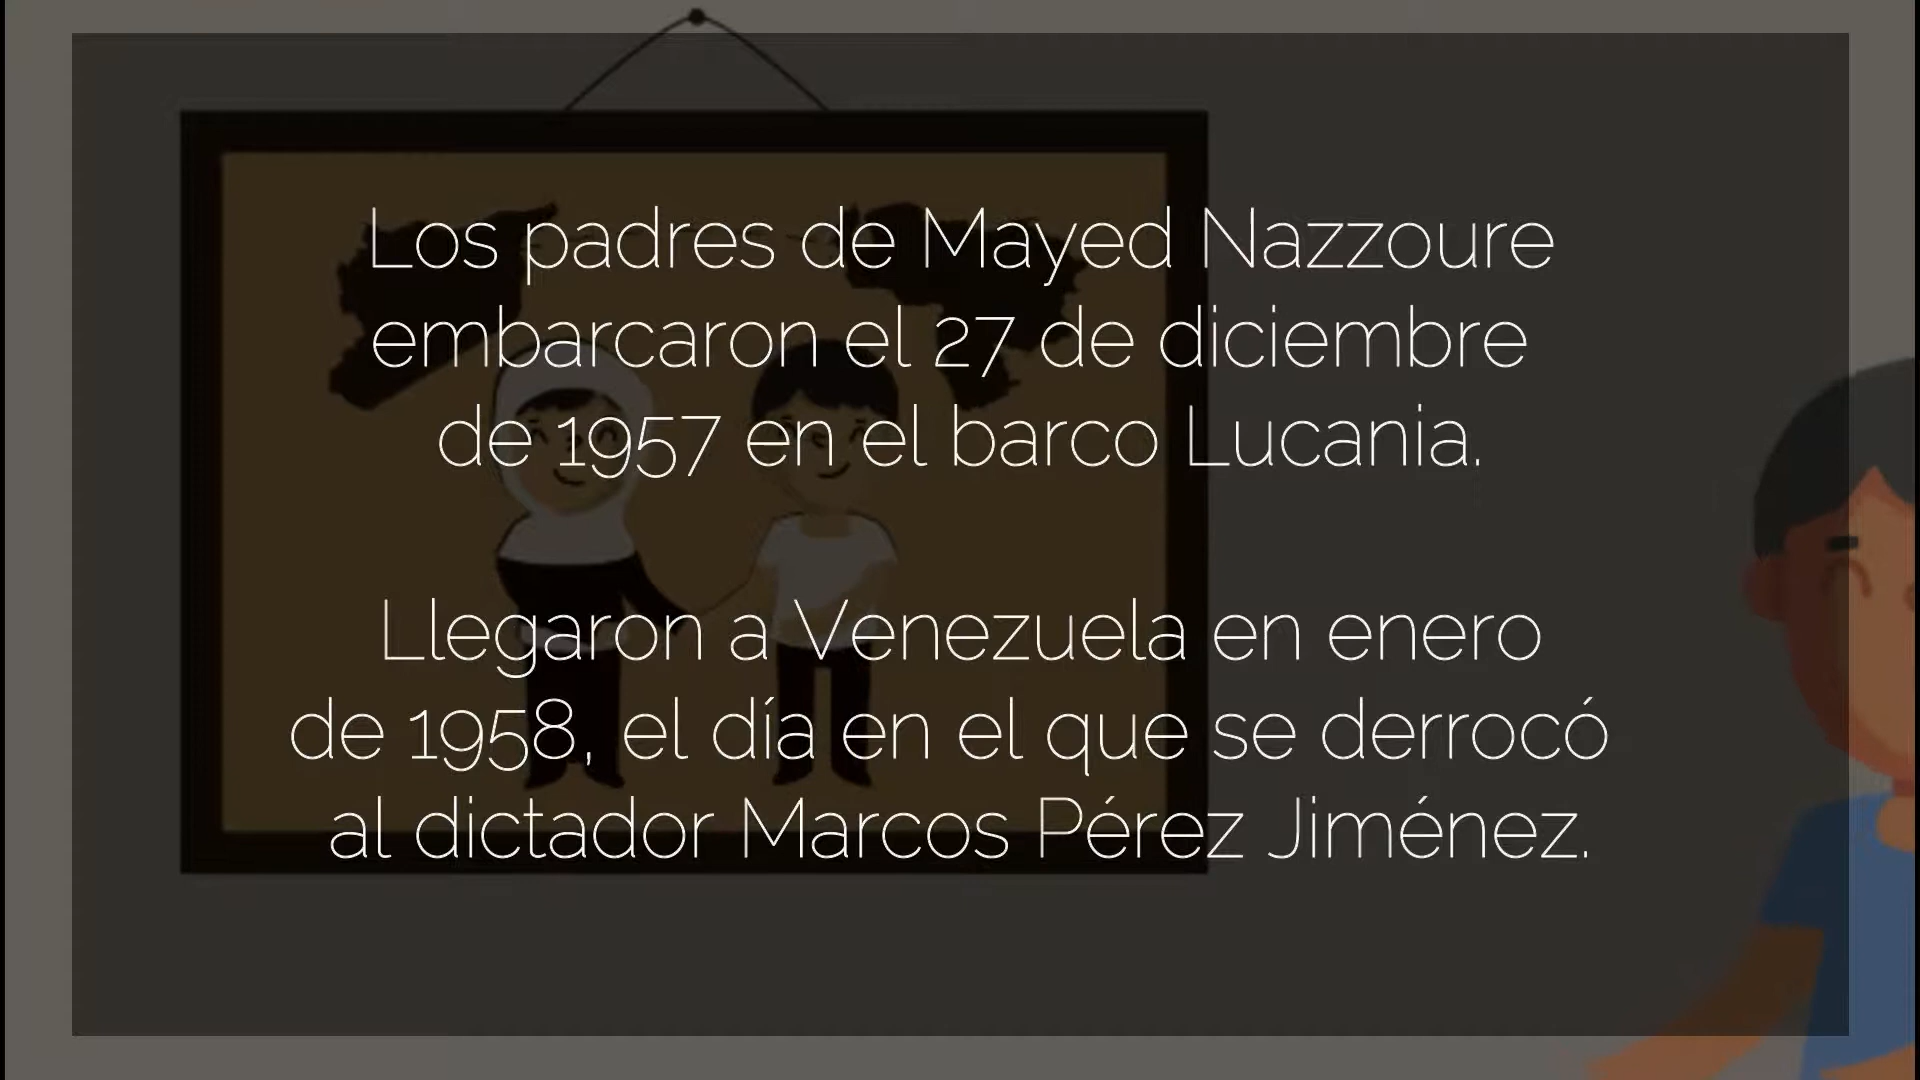 Los padres de Mayed Nazzoure
embarcaron el 27 de diciembre
de 1957 en el barco Lucania.
Llegaron a Venezuela en enero
de 1958, el día en el que se derrocó
al dictador Marcos Pérez Jiménez.